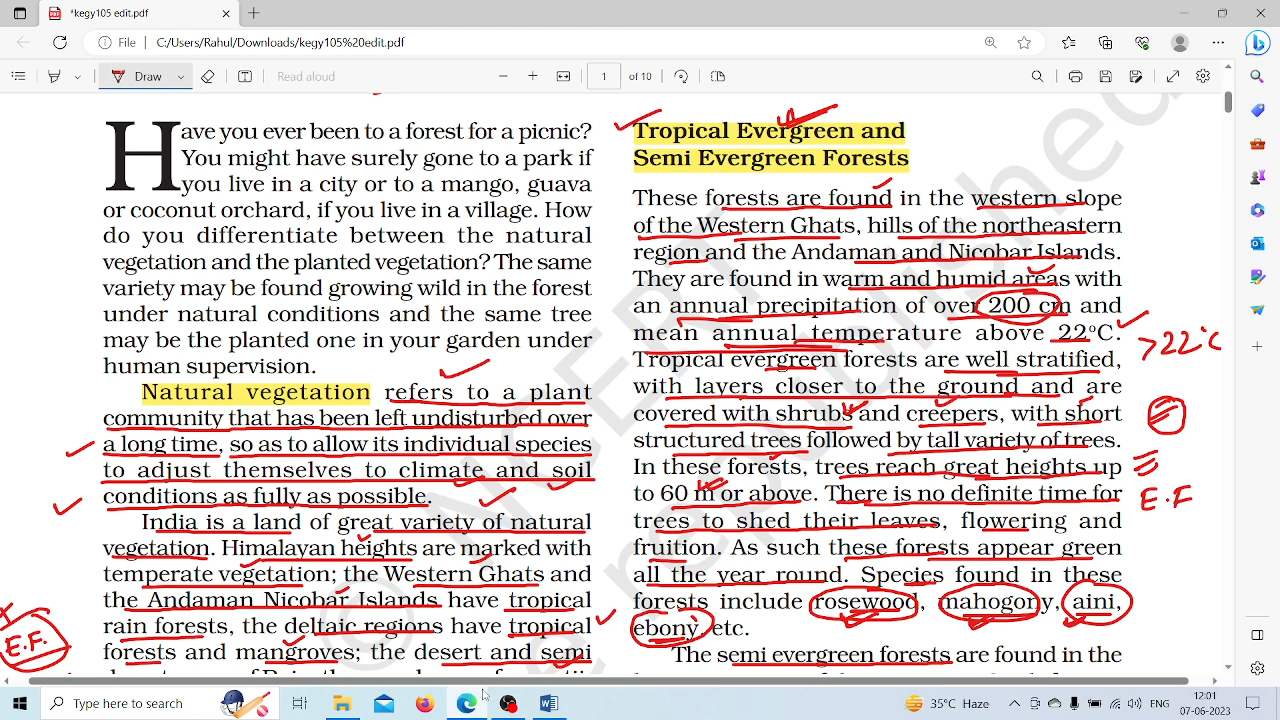 *kegy105 edit.pdf
File
C:/Users/Rahul/Downloads/kegy105%20edit.pdf
Draw
Read aloud
1
of 10
Have you ever been to a forest for a picnic?
You might have surely gone to a park if
you live in a city or to a mango, guava
or coconut orchard, if you live in a village. How
do you differentiate between the natural
vegetation and the planted vegetation? The same
variety may be found growing wild in the forest
under natural conditions and the same tree
may be the planted one in your garden under
human supervision.
Natural vegetation refers to a plant
community that has been left undisturbed over
a long time, so as to allow its individual species
to adjust themselves to climate and soil
conditions as fully as possible.
India is a land of great variety of natural
vegetation. Himalayan heights are marked with
temperate vegetation; the Western Ghats and
the Andaman Nicobar Islands have tropical
rain forests, the deltaic regions have tropical
forests and mangroves; the desert and semi
E.F.
Tropical Evergreen and
Semi Evergreen Forests
These forests are found in the western slope
of the Western Ghats, hills of the northeastern
region and the Andaman and Nicobar Islands.
They are found in warm and humid areas with
an annual precipitation of over 200 cm and
mean annual temperature above 22°C.
>22°C
Tropical evergreen forests are well stratified,
with layers closer to the ground and are
covered with shrubs and creepers, with short
structured trees followed by tall variety of trees.
In these forests, trees reach great heights up
to 60 m or above. There is no definite time for
E.F
trees to shed their leaves, flowering and
fruition. As such these forests appear green
all the year round. Species found in these
forests include rosewood, mahogony, aini,
ebony, etc.
The semi evergreen forests are found in the
© NCERT
be republished
Type here to search
35°C Haze
ENG
12:01
07-06-2023